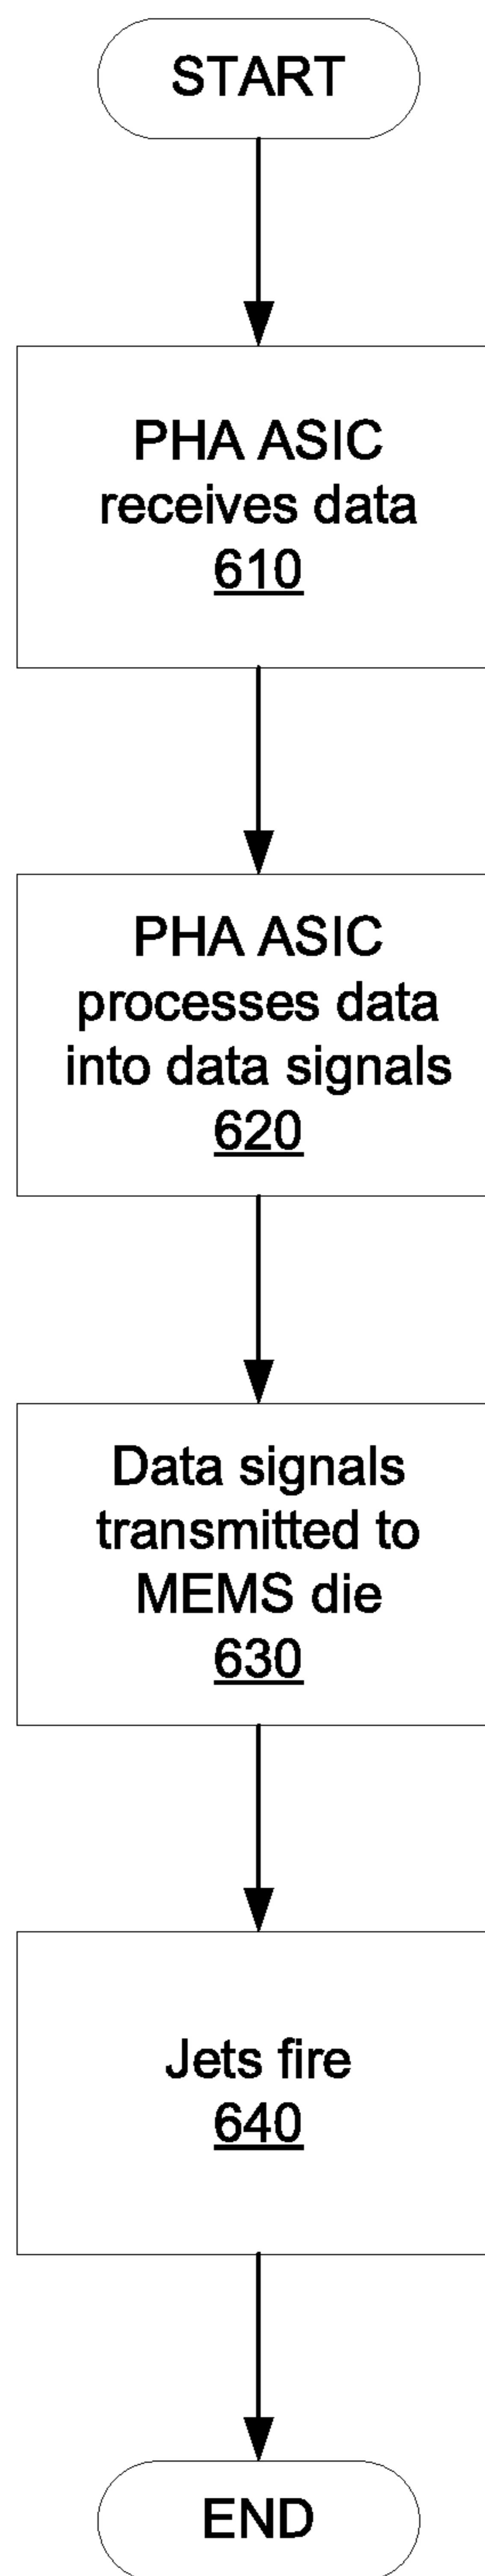 START
PHA ASIC
receives data
610
PHA ASIC
processes data
into data signals
620
Data signals
transmitted to
MEMS die
630
Jets fire
640
END